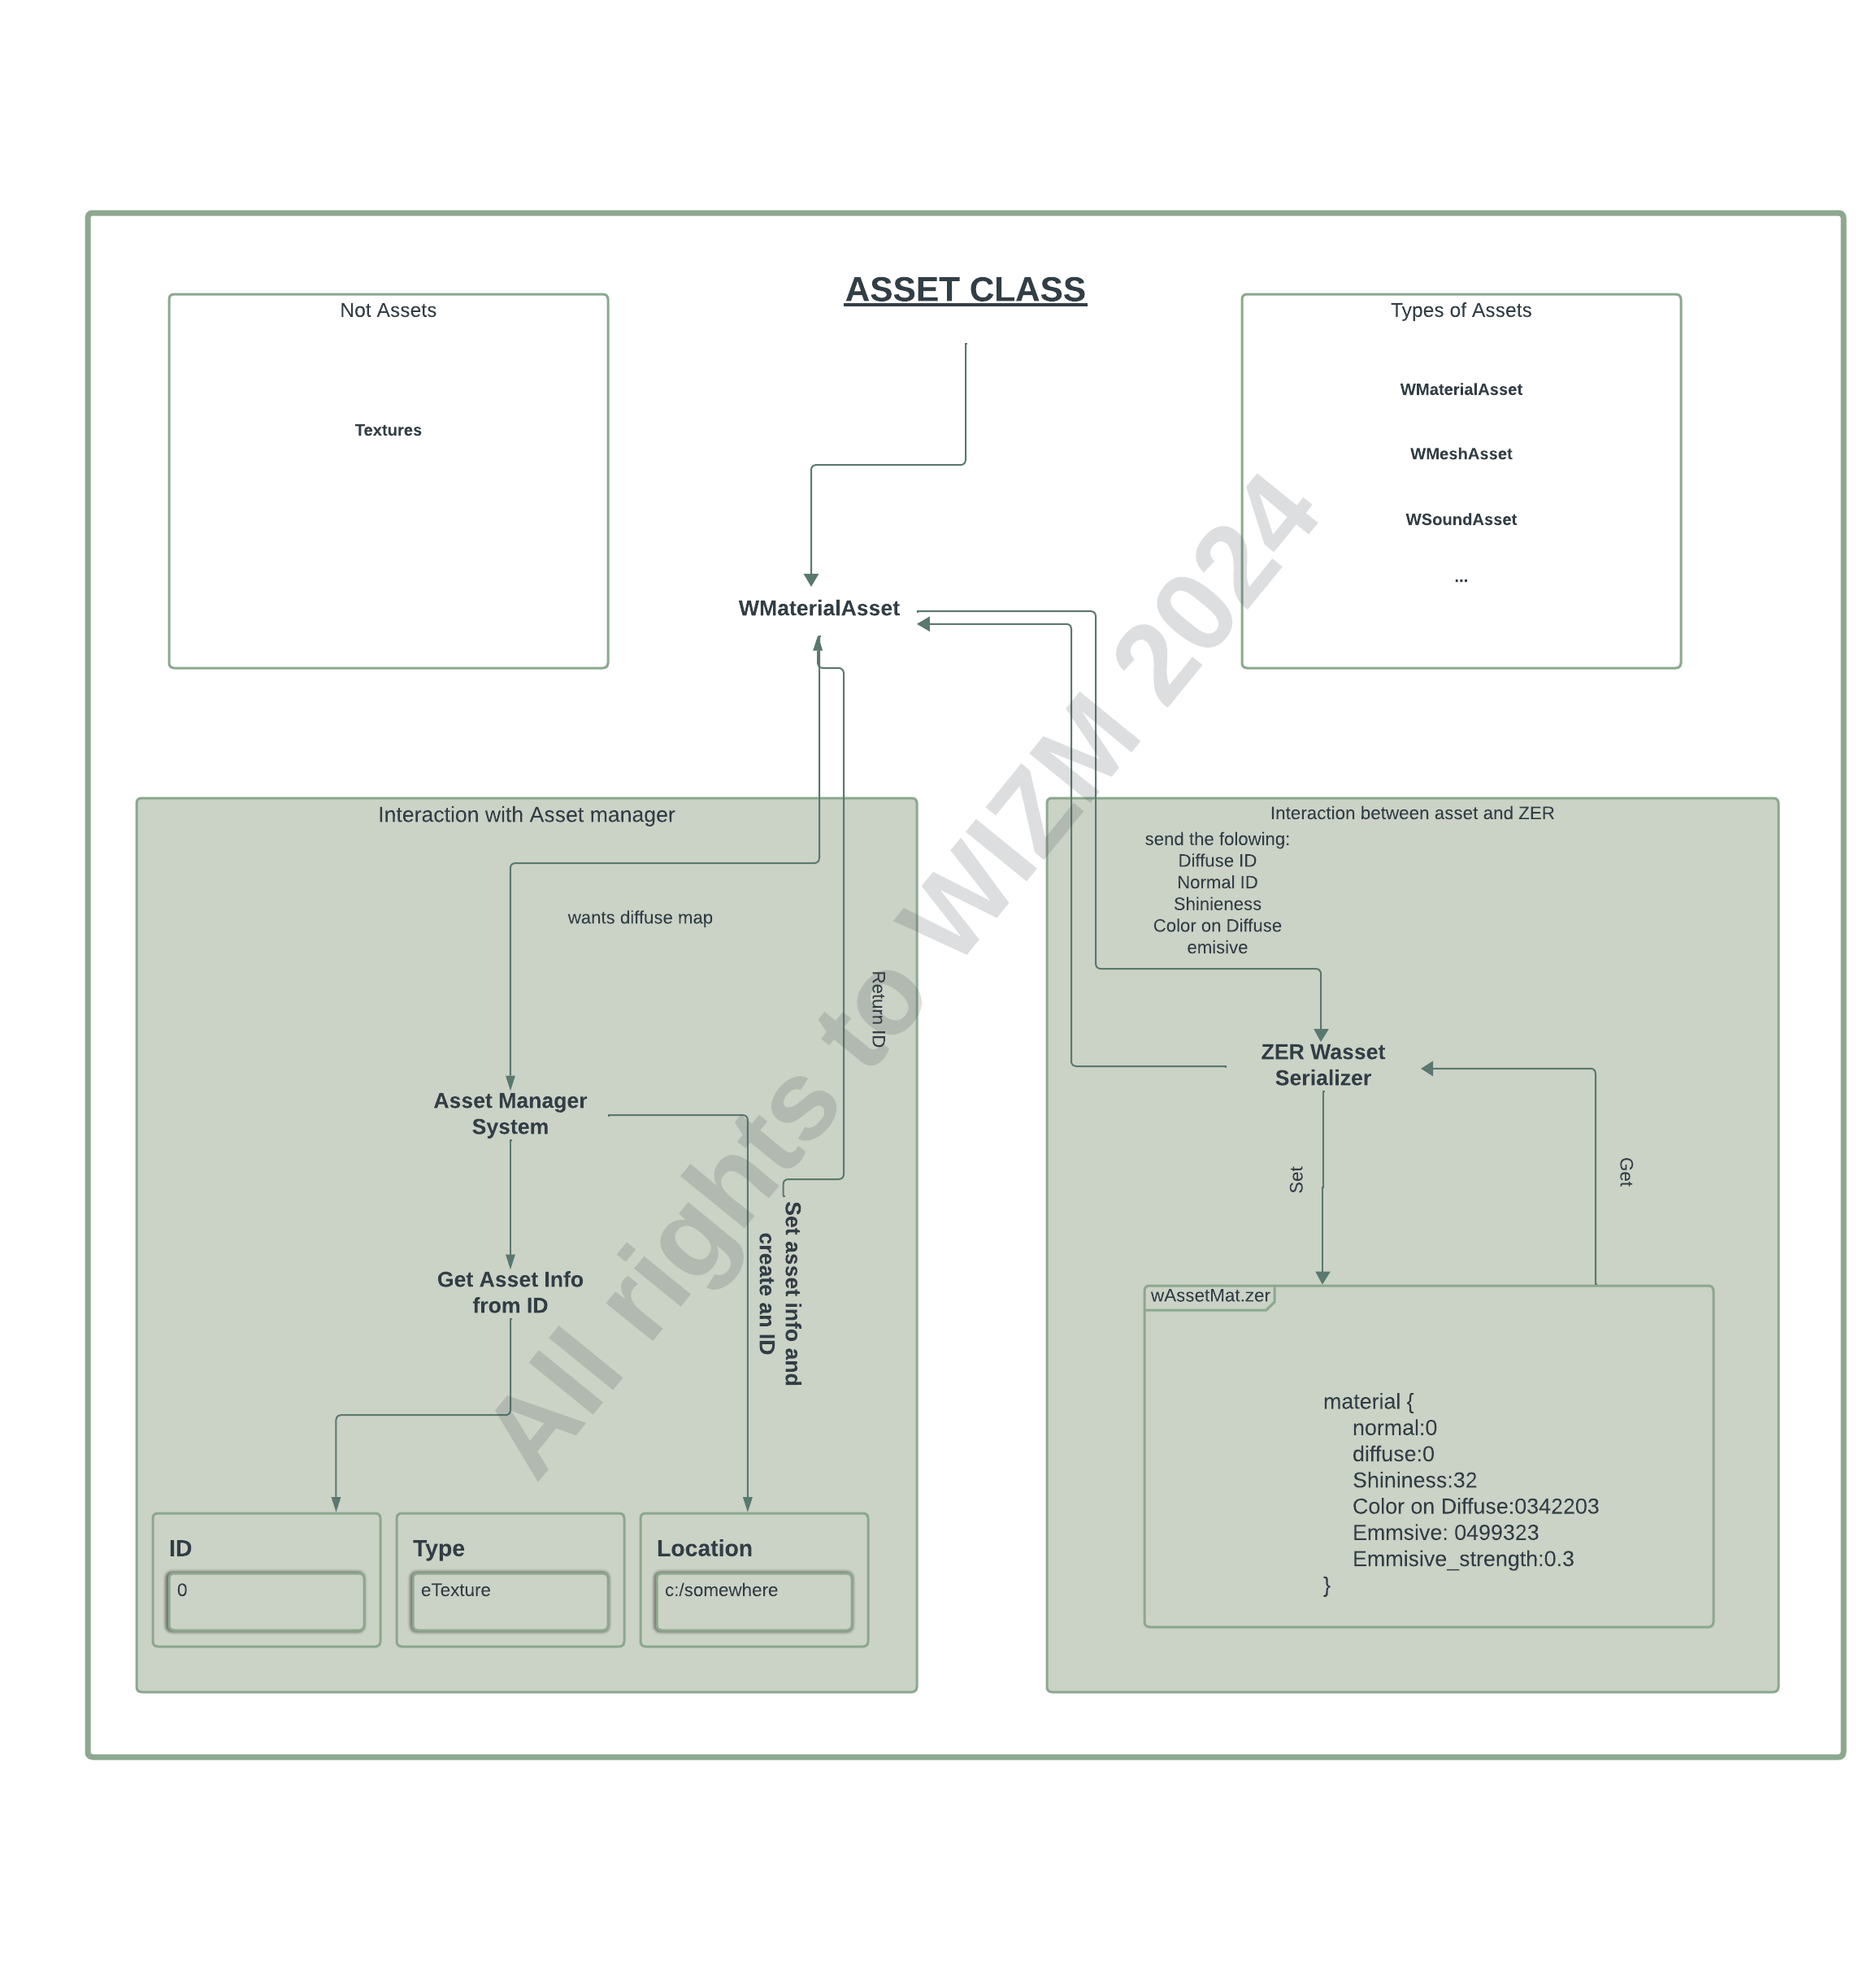 ASSET CLASS
Not Assets
Textures
Types of Assets
WMaterialAsset
WMeshAsset
WSoundAsset
...
WMaterialAsset
Interaction with Asset manager
wants diffuse map
Return ID
Asset Manager
System
Set asset info and
create an ID
Get Asset Info
from ID
ID
0
Type
eTexture
Location
c:/somewhere
Interaction between asset and ZER
send the folowing:
Diffuse ID
Normal ID
Shinieness
Color on Diffuse
emisive
ZER Wasset
Serializer
Set
Get
wAssetMat.zer
material {
normal:0
diffuse:0
Shininess:32
Color on Diffuse:0342203
Emmsive: 0499323
Emmisive_strength:0.3
}
All rights to WIZM 2024